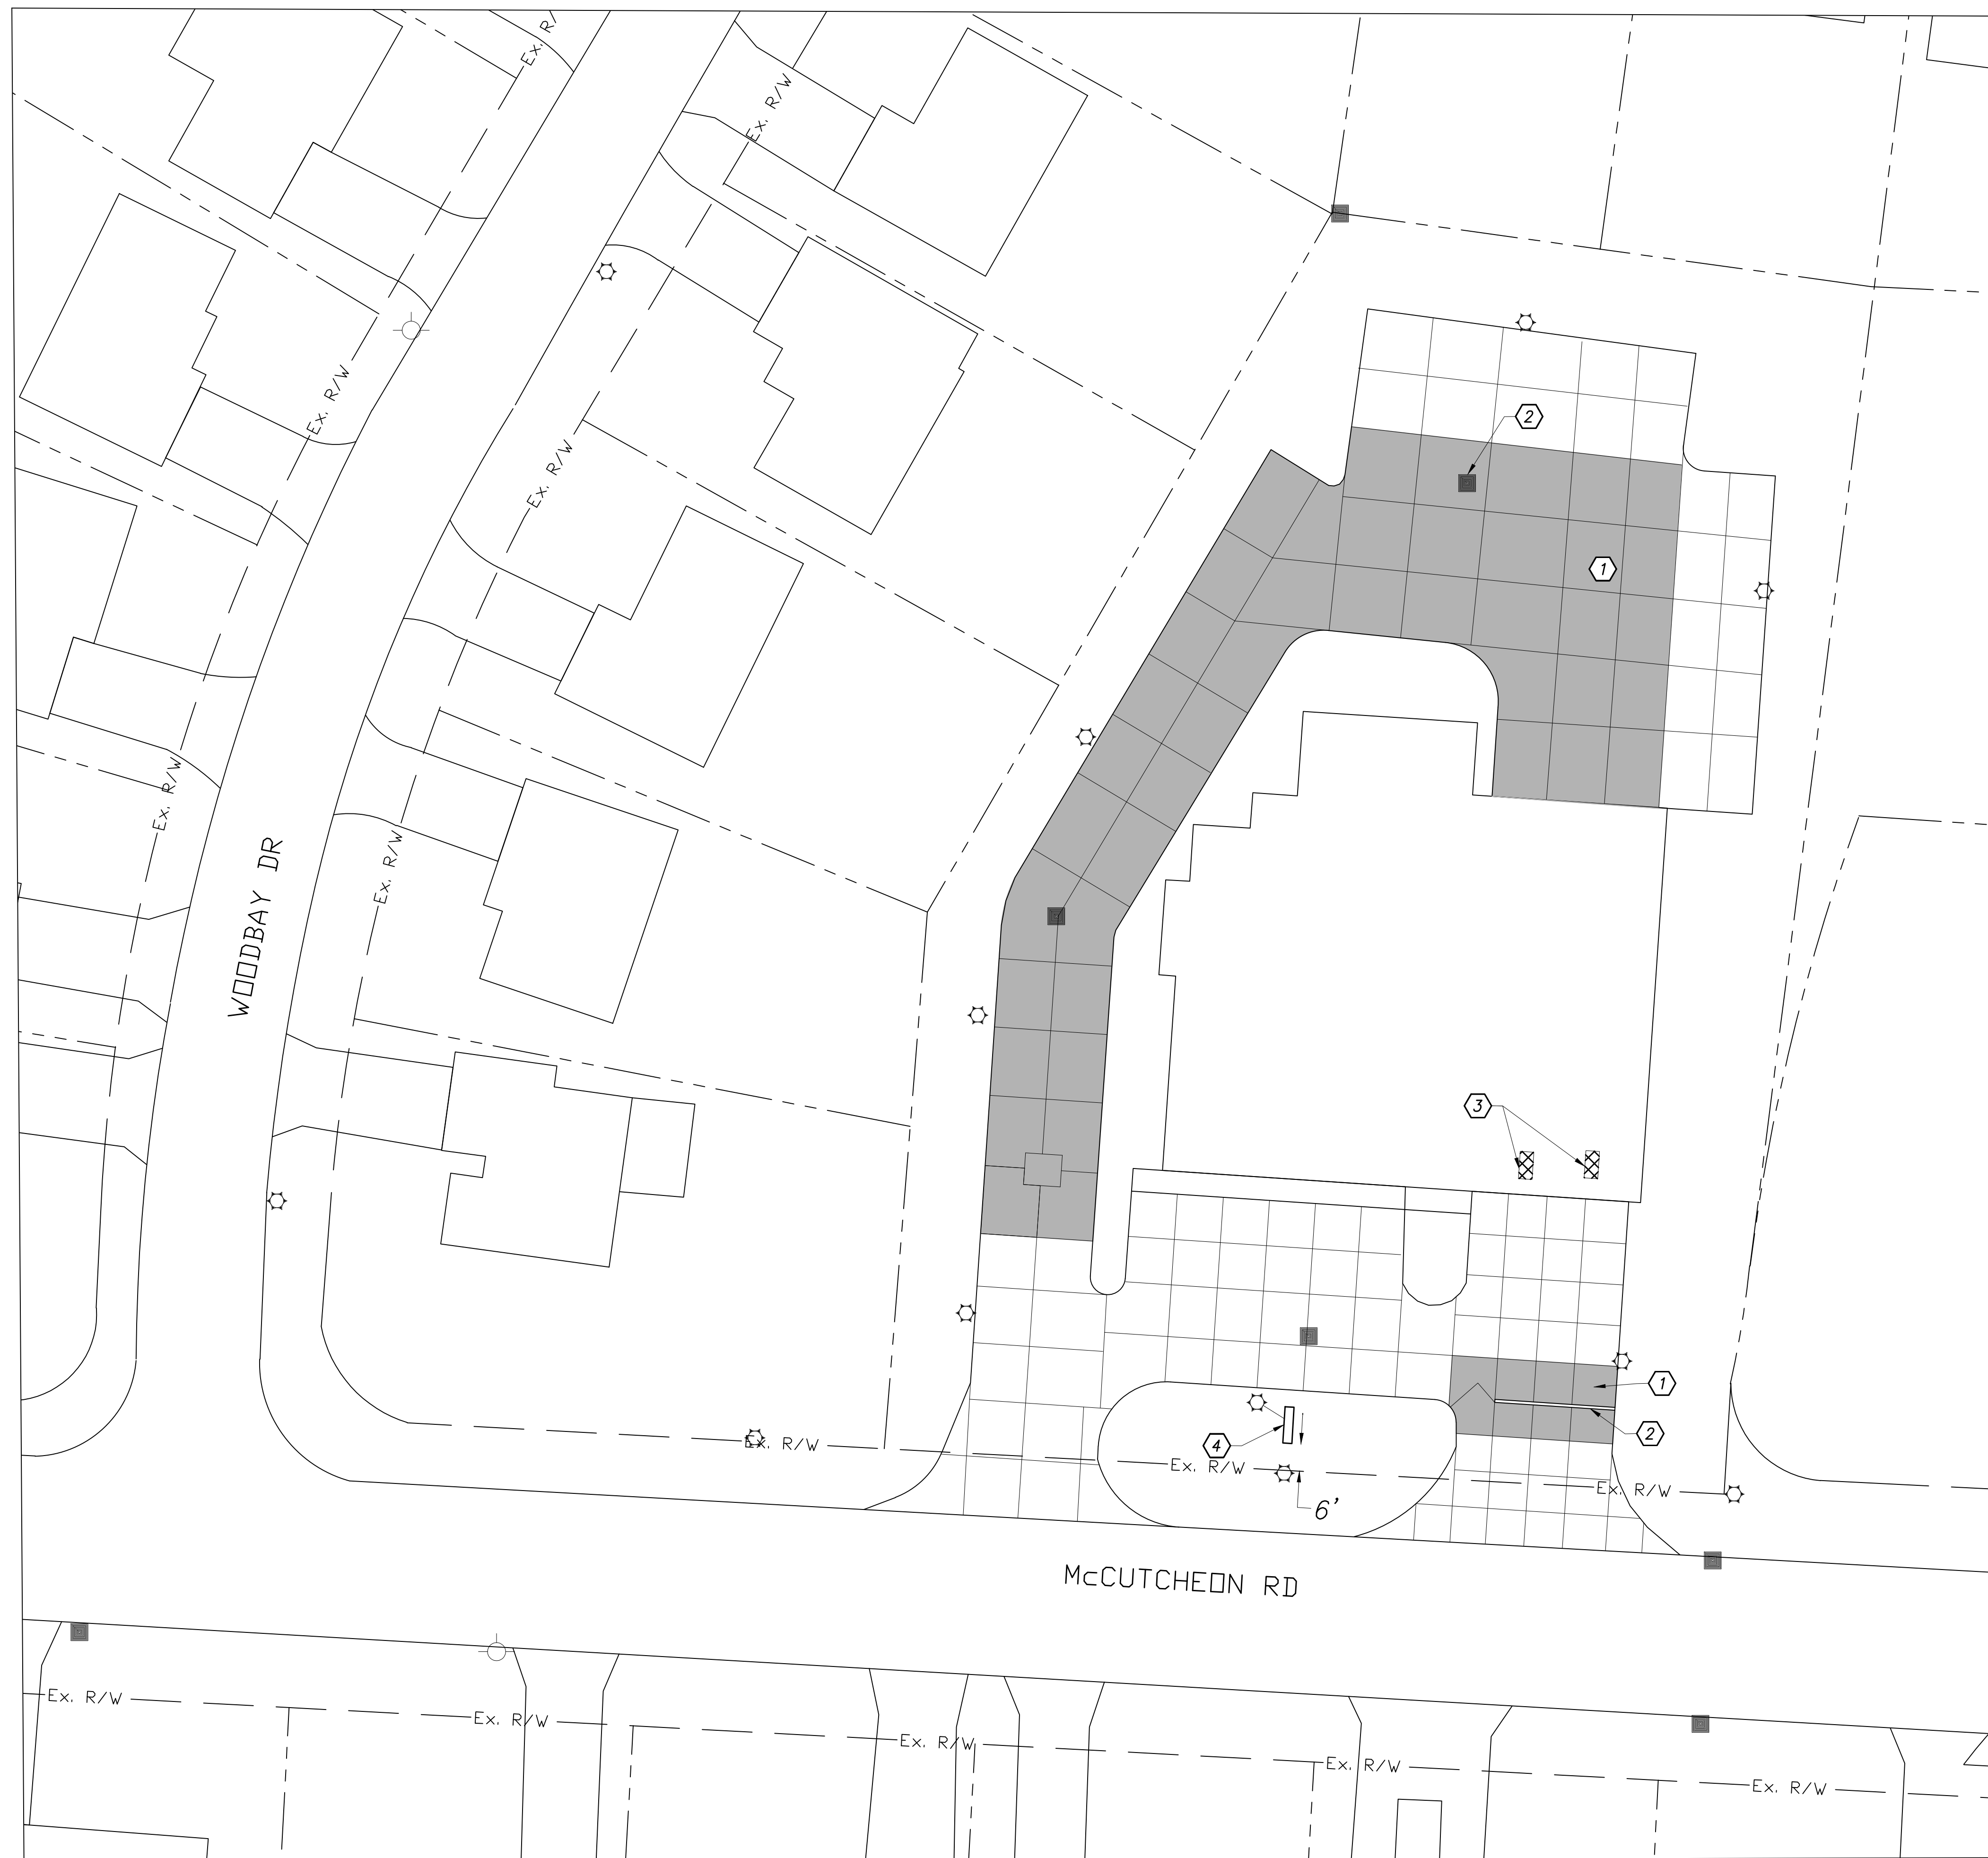 Ex. R/
Ex. R/W
Ex. R/W
Ex. R/W
2
Ex. R/W
1
Ex. R/W
Ex. R/W
WOODBAY DR
3
1
2
4
Ex. R/W
Ex. R/W
Ex. R/W
6'
McCUTCHEON RD
Ex. R/W
Ex. R/W
Ex. R/W
Ex. R/W
Ex. R/W